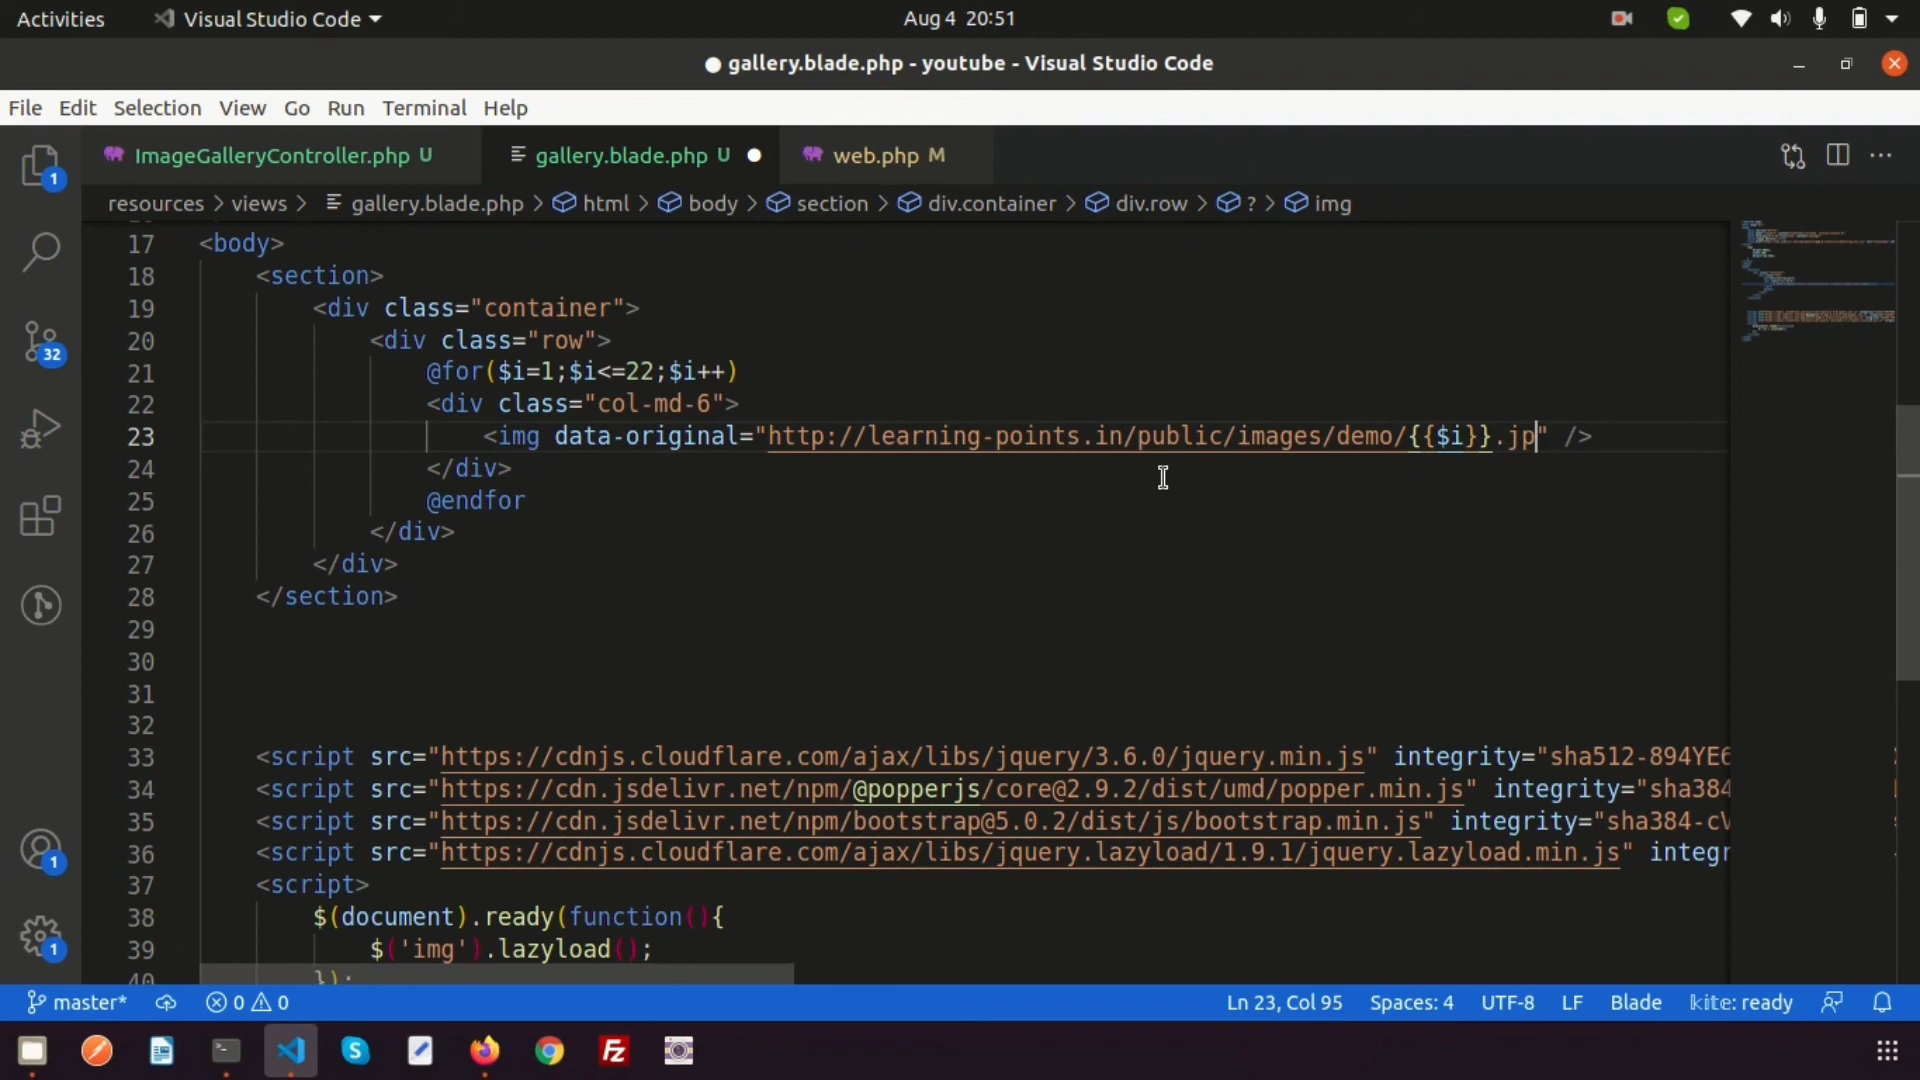 Activities Visual Studio Code Aug 4 20:51
● gallery.blade.php - youtube - Visual Studio Code
File Edit Selection View Go Run Terminal Help
ImageGalleryController.php U gallery.blade.php U ● web.php M
resources > views > gallery.blade.php > html > body > section > div.container > div.row > ? > img
17 <body>
18 <section>
19 <div class="container">
20 <div class="row">
21 @for($i=1;$i<=22;$i++)
22 <div class="col-md-6">
23 <img data-original="http://learning-points.in/public/images/demo/{{$i}}.jp" />
24 </div>
25 @endfor
26 </div>
27 </div>
28 </section>
29
30
31
32
33 <script src="https://cdnjs.cloudflare.com/ajax/libs/jquery/3.6.0/jquery.min.js" integrity="sha512-894YE6
34 <script src="https://cdn.jsdelivr.net/npm/@popperjs/core@2.9.2/dist/umd/popper.min.js" integrity="sha384
35 <script src="https://cdn.jsdelivr.net/npm/bootstrap@5.0.2/dist/js/bootstrap.min.js" integrity="sha384-cV
36 <script src="https://cdnjs.cloudflare.com/ajax/libs/jquery.lazyload/1.9.1/jquery.lazyload.min.js" integr
37 <script>
38 $(document).ready(function(){
39 $('img').lazyload();
40 });
1
32
1
1
master* 0 0 Ln 23, Col 95 Spaces: 4 UTF-8 LF Blade kite: ready